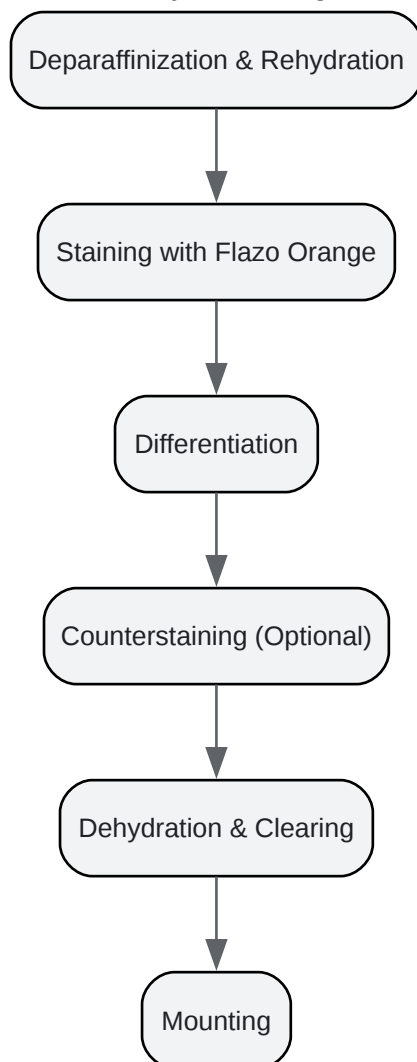 Deparaffinization & Rehydration
Staining with Flazo Orange
Differentiation
Counterstaining (Optional)
Dehydration & Clearing
Mounting